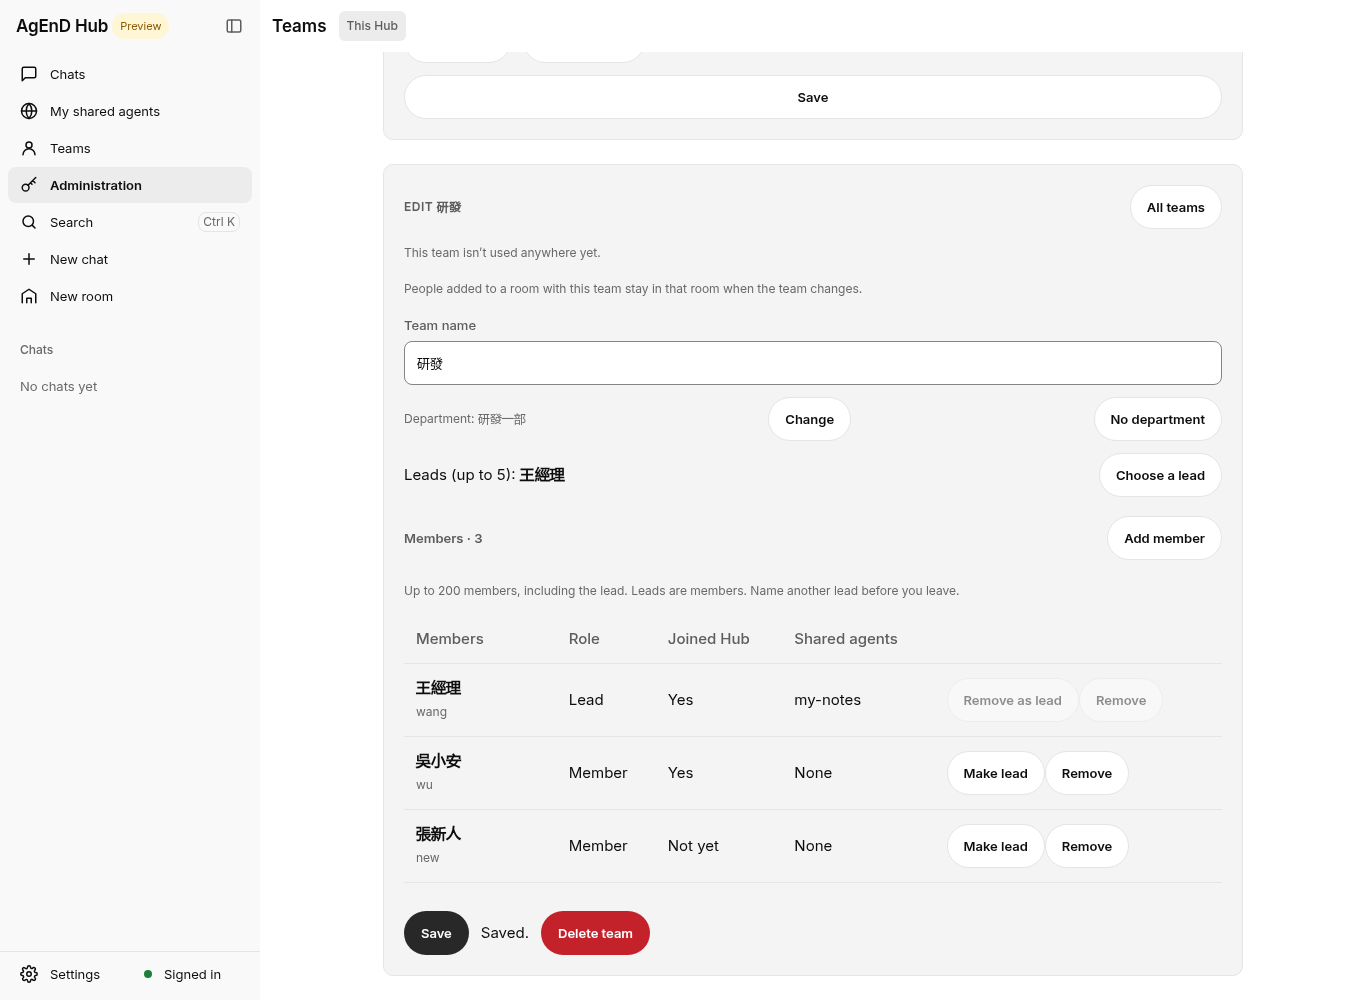 AgEnD Hub Preview
Teams This Hub
Chats
My shared agents
Teams
Administration
Search Ctrl K
New chat
New room
Chats
No chats yet
Settings Signed in
Save
EDIT 研發 All teams
This team isn't used anywhere yet.
People added to a room with this team stay in that room when the team changes.
Team name
研發
Department: 研發一部 Change No department
Leads (up to 5): 王經理 Choose a lead
Members · 3 Add member
Up to 200 members, including the lead. Leads are members. Name another lead before you leave.
Members Role Joined Hub Shared agents
王經理
wang
Lead Yes my-notes Remove as lead Remove
吳小安
wu
Member Yes None Make lead Remove
張新人
new
Member Not yet None Make lead Remove
Save Saved. Delete team